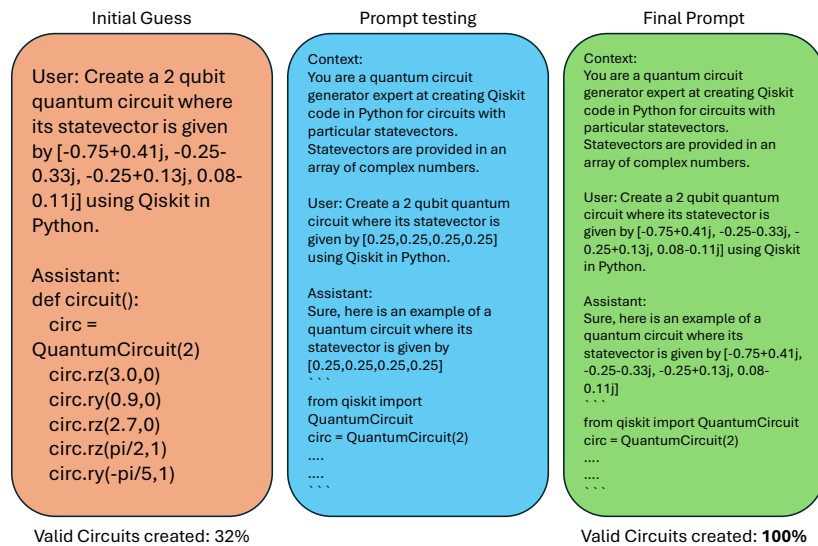 Initial Guess
User: Create a 2 qubit
quantum circuit where
its statevector is given
by [-0.75+0.41j, -0.25-
0.33j, -0.25+0.13j, 0.08-
0.11j] using Qiskit in
Python.
Assistant:
def circuit():
circ =
QuantumCircuit(2)
circ.rz(3.0,0)
circ.ry(0.9,0)
circ.rz(2.7,0)
circ.rz(pi/2,1)
circ.ry(-pi/5,1)
Valid Circuits created: 32%
Prompt testing
Context:
You are a quantum circuit
generator expert at creating Qiskit
code in Python for circuits with
particular statevectors.
Statevectors are provided in an
array of complex numbers.
User: Create a 2 qubit quantum
circuit where its statevector is
given by [0.25,0.25,0.25,0.25]
using Qiskit in Python.
Assistant:
Sure, here is an example of a
quantum circuit where its
statevector is given by
[0.25,0.25,0.25,0.25]
```
from qiskit import
QuantumCircuit
circ = QuantumCircuit(2)
....
....
```
Final Prompt
Context:
You are a quantum circuit
generator expert at creating Qiskit
code in Python for circuits with
particular statevectors.
Statevectors are provided in an
array of complex numbers.
User: Create a 2 qubit quantum
circuit where its statevector is
given by [-0.75+0.41j, -0.25-0.33j, -
0.25+0.13j, 0.08-0.11j] using Qiskit
in Python.
Assistant:
Sure, here is an example of a
quantum circuit where its
statevector is given by [-0.75+0.41j,
-0.25-0.33j, -0.25+0.13j, 0.08-
0.11j]
```
from qiskit import QuantumCircuit
circ = QuantumCircuit(2)
....
....
```
Valid Circuits created: 100%